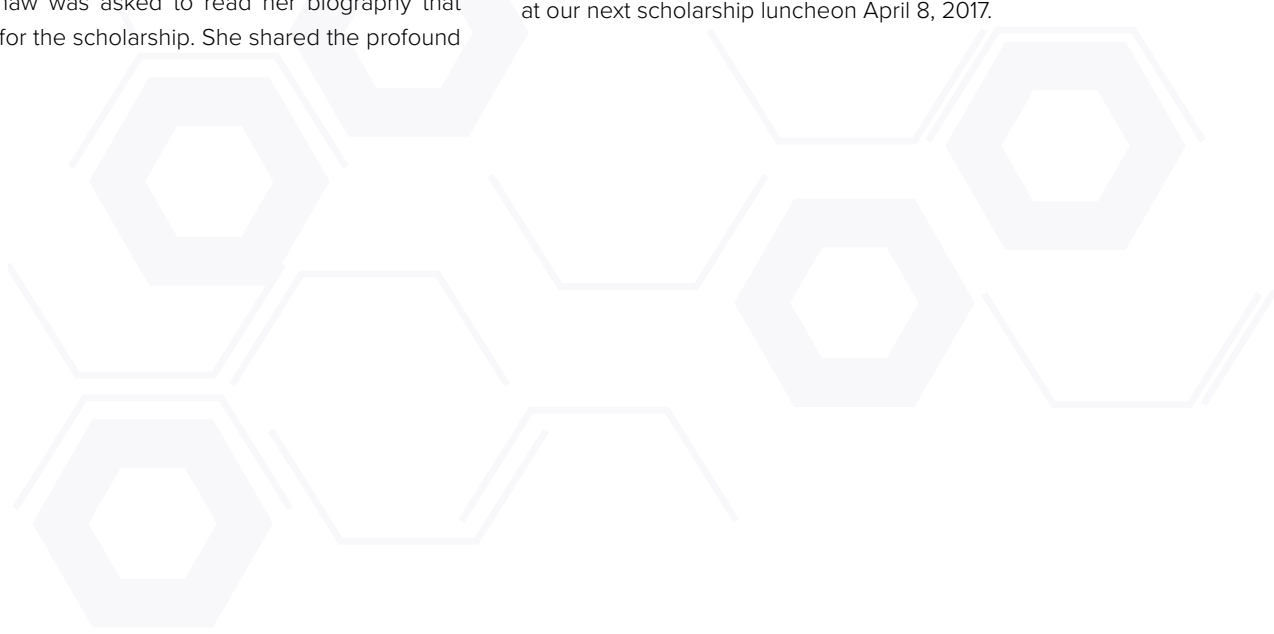 was asked to read her biography that
for the scholarship. She shared the profound
at our next scholarship luncheon April 8, 2017.